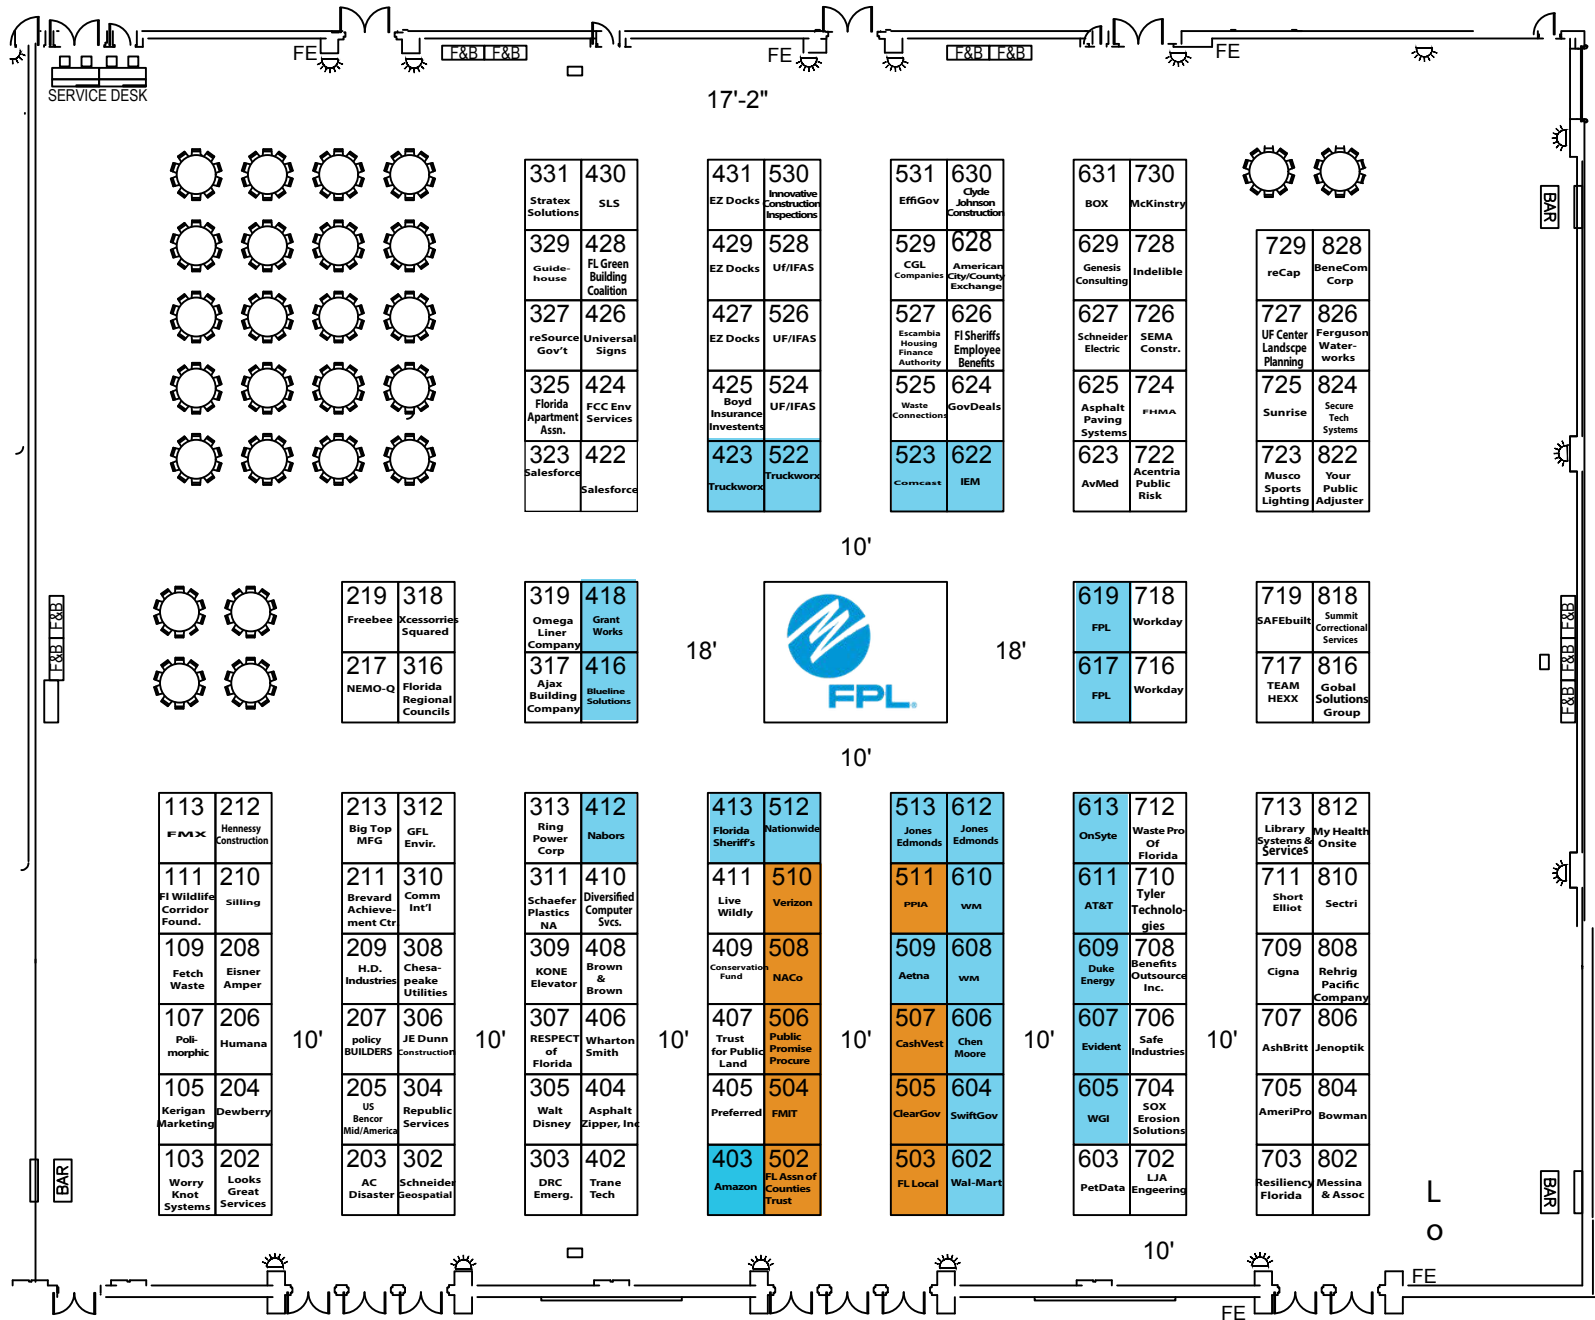 FE
F&B F&B
FE
F&B F&B
FE
SERVICE DESK
17'-2"
BAR
331
Stratex
Solutions
430
SLS
431
EZ Docks
530
Innovative
Construction
Inspections
531
EffiGov
630
Clyde
Johnson
Construction
631
BOX
730
McKinstry
329
Guide-
house
428
FL Green
Building
Coalition
429
EZ Docks
528
Uf/IFAS
529
CGL
Companies
628
American
City/County
Exchange
629
Genesis
Consulting
728
Indelible
729
reCap
828
BeneCom
Corp
327
reSource
Gov't
426
Universal
Signs
427
EZ Docks
526
UF/IFAS
527
Escambia
Housing
Finance
Authority
626
Fl Sheriffs
Employee
Benefits
627
Schneider
Electric
726
SEMA
Constr.
727
UF Center
Landscpe
Planning
826
Ferguson
Water-
works
325
Florida
Apartment
Assn.
424
FCC Env
Services
425
Boyd
Insurance
Investents
524
UF/IFAS
525
Waste
Connections
624
GovDeals
625
Asphalt
Paving
Systems
724
FHMA
725
Sunrise
824
Secure
Tech
Systems
323
Salesforce
422
Salesforce
423
Truckworx
522
Truckworx
523
Comcast
622
IEM
623
AvMed
722
Acentria
Public
Risk
723
Musco
Sports
Lighting
822
Your
Public
Adjuster
10'
F&B F&B
219
Freebee
318
Xcessorries
Squared
319
Omega
Liner
Company
418
Grant
Works
18'
FPL.
18'
619
FPL
718
Workday
719
SAFEbuilt
818
Summit
Correctional
Services
217
NEMO-Q
316
Florida
Regional
Councils
317
Ajax
Building
Company
416
Blueline
Solutions
617
FPL
716
Workday
717
TEAM
HEXX
816
Gobal
Solutions
Group
F&B F&B F&B
10'
113
FMX
212
Hennessy
Construction
213
Big Top
MFG
312
GFL
Envir.
313
Ring
Power
Corp
412
Nabors
413
Florida
Sheriff's
512
Nationwide
513
Jones
Edmonds
612
Jones
Edmonds
613
OnSyte
712
Waste Pro
Of
Florida
713
Library
Systems &
Services
812
My Health
Onsite
111
Fl Wildlife
Corridor
Found.
210
Silling
211
Brevard
Achieve-
ment Ctr
310
Comm
Int'l
311
Schaefer
Plastics
NA
410
Diversified
Computer
Svcs.
411
Live
Wildly
510
Verizon
511
PPIA
610
WM
611
AT&T
710
Tyler
Technolo-
gies
711
Short
Elliot
810
Sectri
109
Fetch
Waste
208
Eisner
Amper
209
H.D.
Industries
308
Chesa-
peake
Utilities
309
KONE
Elevator
408
Brown
&
Brown
409
Conservation
Fund
508
NACo
509
Aetna
608
WM
609
Duke
Energy
708
Benefits
Outsource
Inc.
709
Cigna
808
Rehrig
Pacific
Company
107
Poli-
morphic
206
Humana
10'
207
policy
BUILDERS
306
JE Dunn
Construction
10'
307
RESPECT
of
Florida
406
Wharton
Smith
10'
407
Trust
for Public
Land
506
Public
Promise
Procure
10'
507
CashVest
606
Chen
Moore
10'
607
Evident
706
Safe
Industries
10'
707
AshBritt
806
Jenoptik
105
Kerigan
Marketing
204
Dewberry
205
US
Bencor
Mid/America
304
Republic
Services
305
Walt
Disney
404
Asphalt
Zipper, Inc
405
Preferred
504
FMIT
505
ClearGov
604
SwiftGov
605
WGI
704
SOX
Erosion
Solutions
705
AmeriPro
804
Bowman
BAR
103
Worry
Knot
Systems
202
Looks
Great
Services
203
AC
Disaster
302
Schneider
Geospatial
303
DRC
Emerg.
402
Trane
Tech
403
Amazon
502
FL Assn of
Counties
Trust
503
FL Local
602
Wal-Mart
603
PetData
702
LJA
Engeering
703
Resiliency
Florida
802
Messina
& Assoc
L
o
BAR
10'
FE
FE